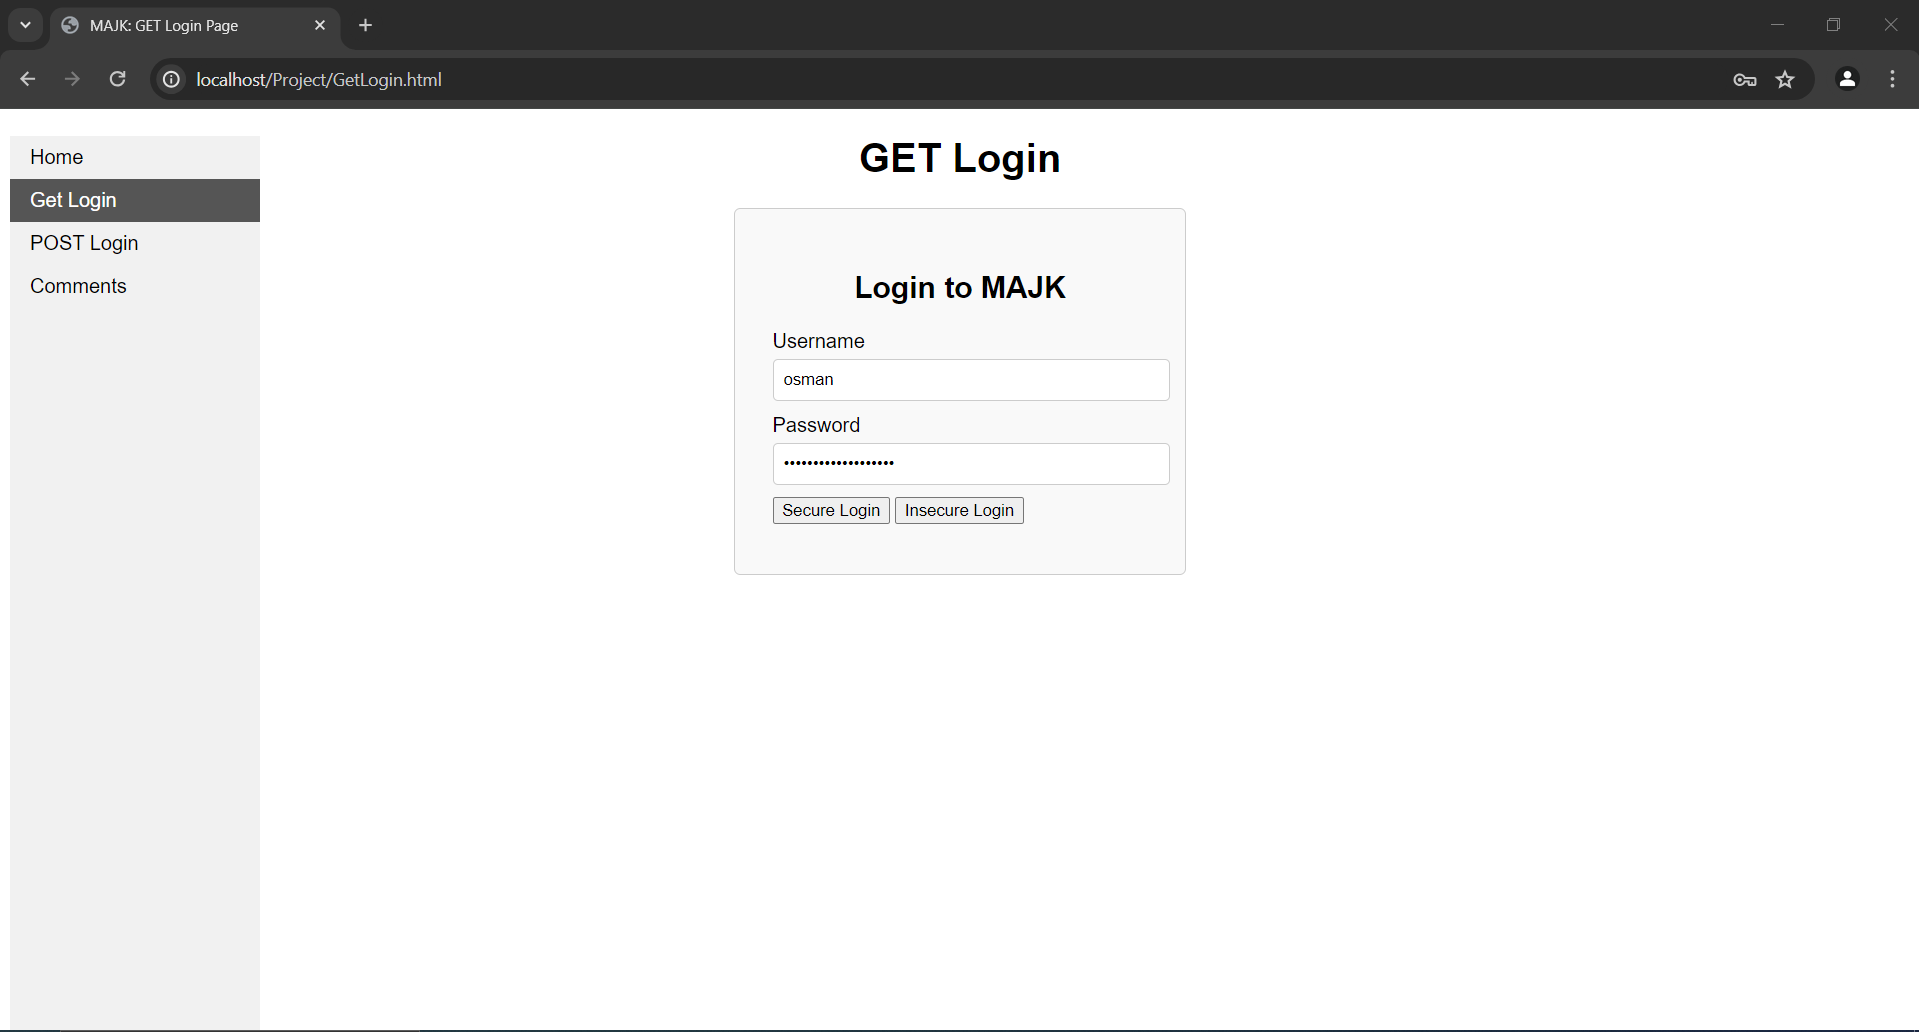 MAJK: GET Login Page
localhost/Project/GetLogin.html
Home
Get Login
POST Login
Comments
GET Login
Login to MAJK
Username
osman
Password
•••••••••••••••••••
Secure Login Insecure Login